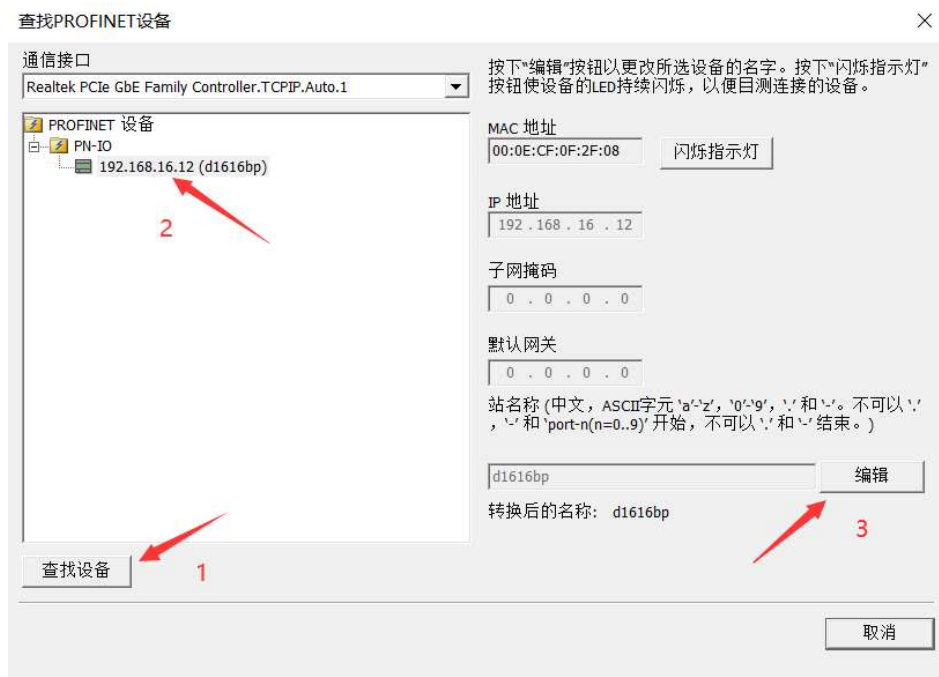 查找PROFINET设备
通信接口
Realtek PCIe GbE Family Controller.TCPIP.Auto.1
PROFINET 设备
PN-IO
192.168.16.12 (d1616bp)
2
查找设备
1
按下"编辑"按钮以更改所选设备的名字。按下"闪烁指示灯"
按钮使设备的LED持续闪烁，以便目测连接的设备。
MAC 地址
00:0E:CF:0F:2F:08
闪烁指示灯
IP 地址
192 . 168 . 16 . 12
子网掩码
0 . 0 . 0 . 0
默认网关
0 . 0 . 0 . 0
站名称 (中文，ASCII字元 'a'-'z'，'0'-'9'，'.' 和 '-'。不可以 '.'
，'-' 和 'port-n(n=0..9)' 开始，不可以 '.' 和 '-' 结束。)
d1616bp
编辑
转换后的名称: d1616bp
3
取消